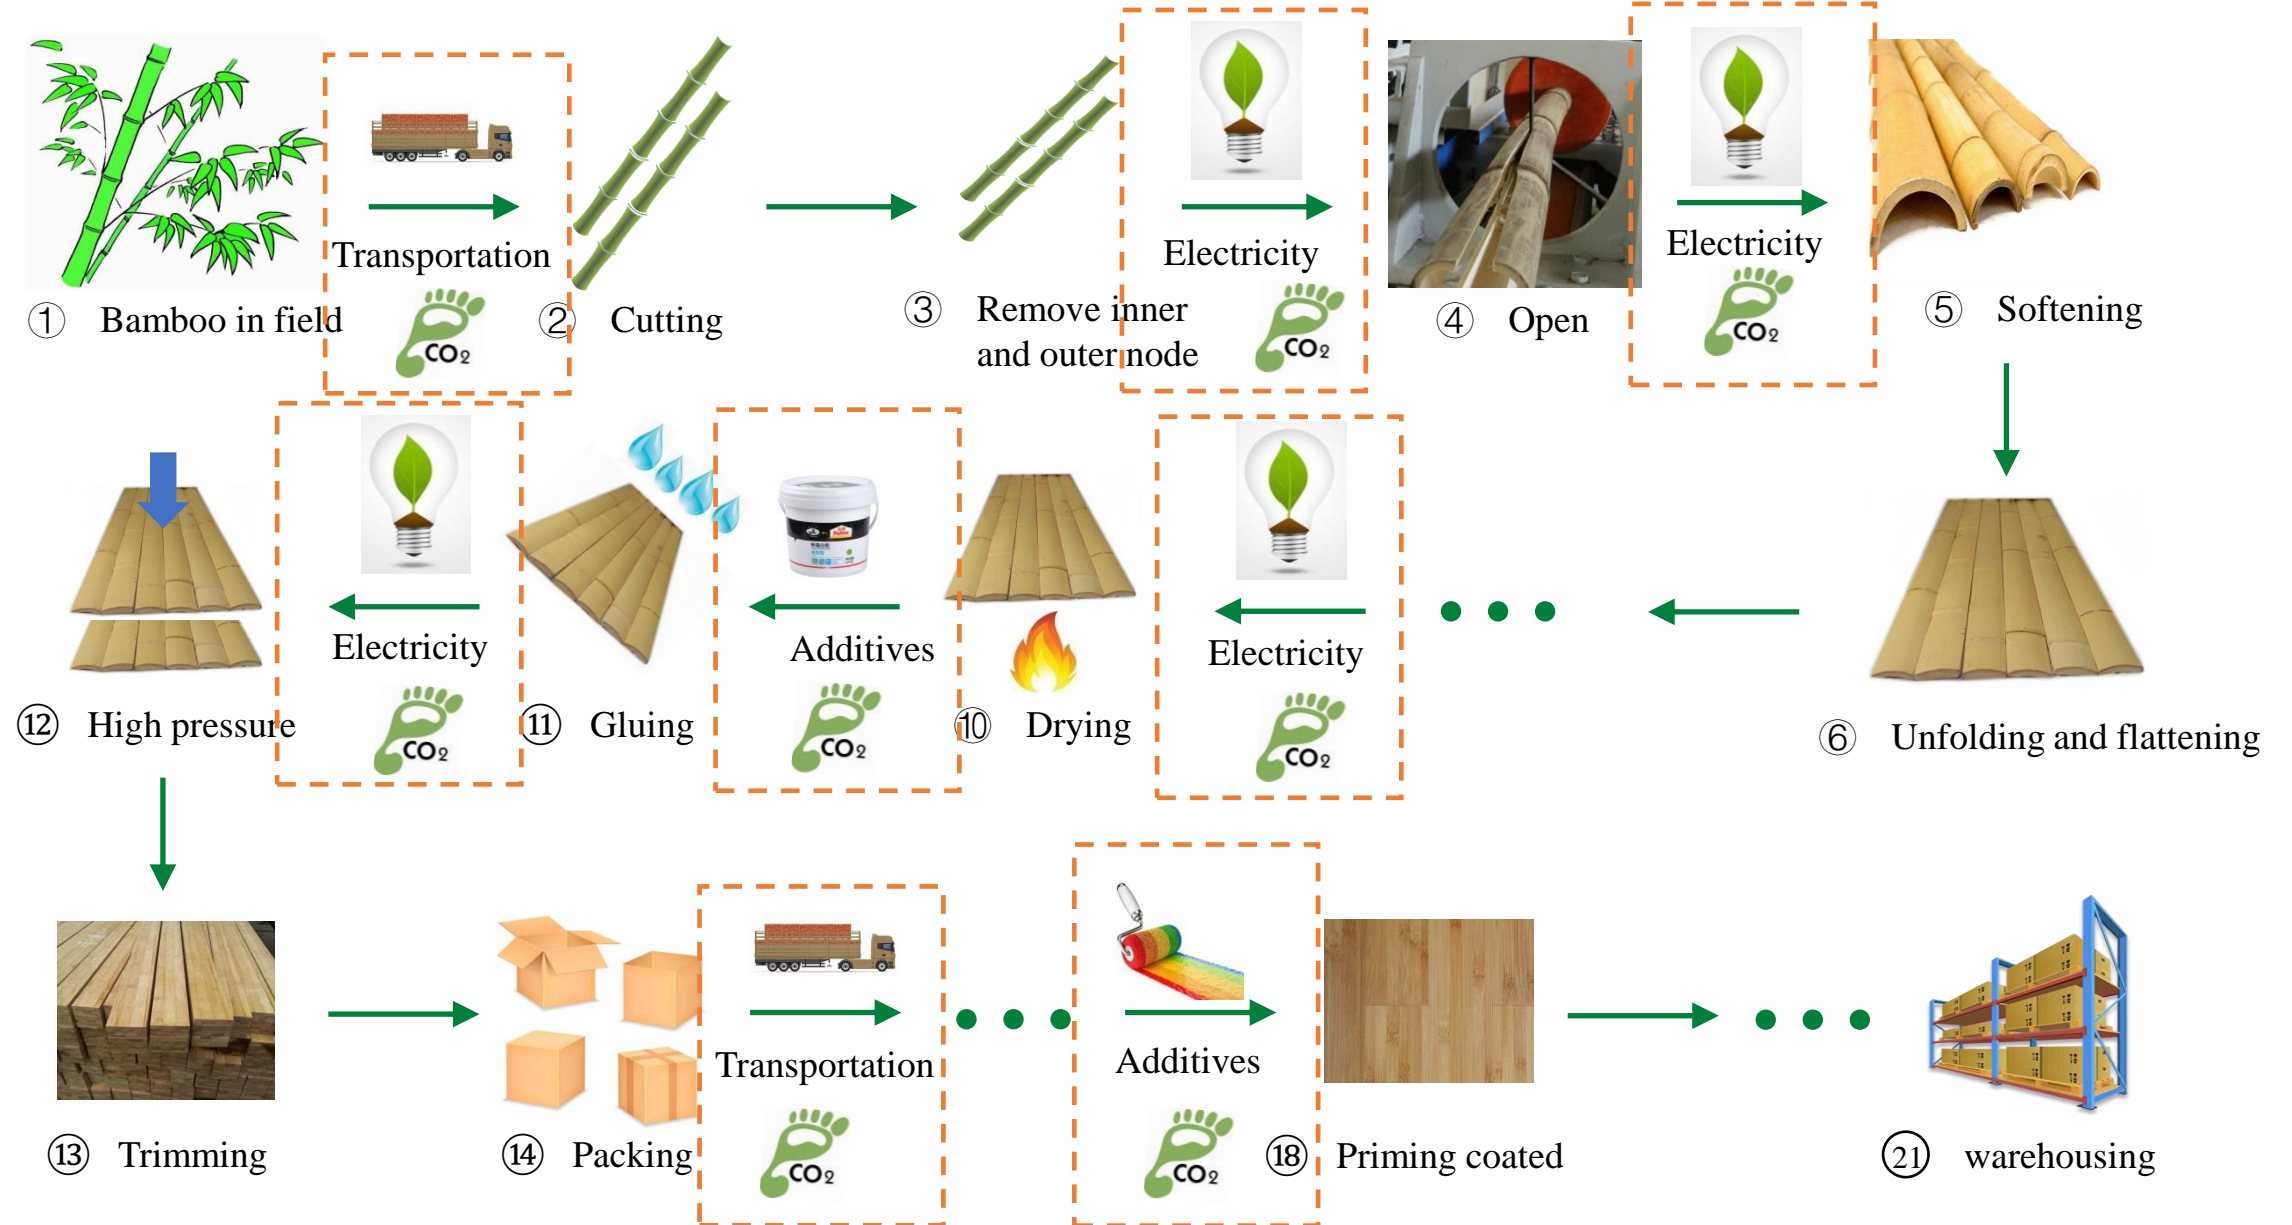 Transportation
CO2
① Bamboo in field
② Cutting
③ Remove inner
and outer node
Electricity
CO2
④ Open
Electricity
CO2
⑤ Softening
⑥ Unfolding and flattening
Electricity
CO2
⑩ Drying
Additives
CO2
⑪ Gluing
Electricity
CO2
⑫ High pressure
⑬ Trimming
⑭ Packing
Transportation
CO2
Additives
CO2
⑱ Priming coated
㉑ warehousing